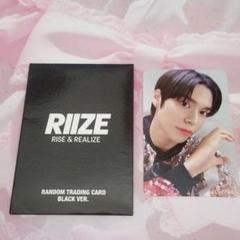 RIIZE
RISE & REALIZE
RANDOM TRADING CARD
BLACK VER.